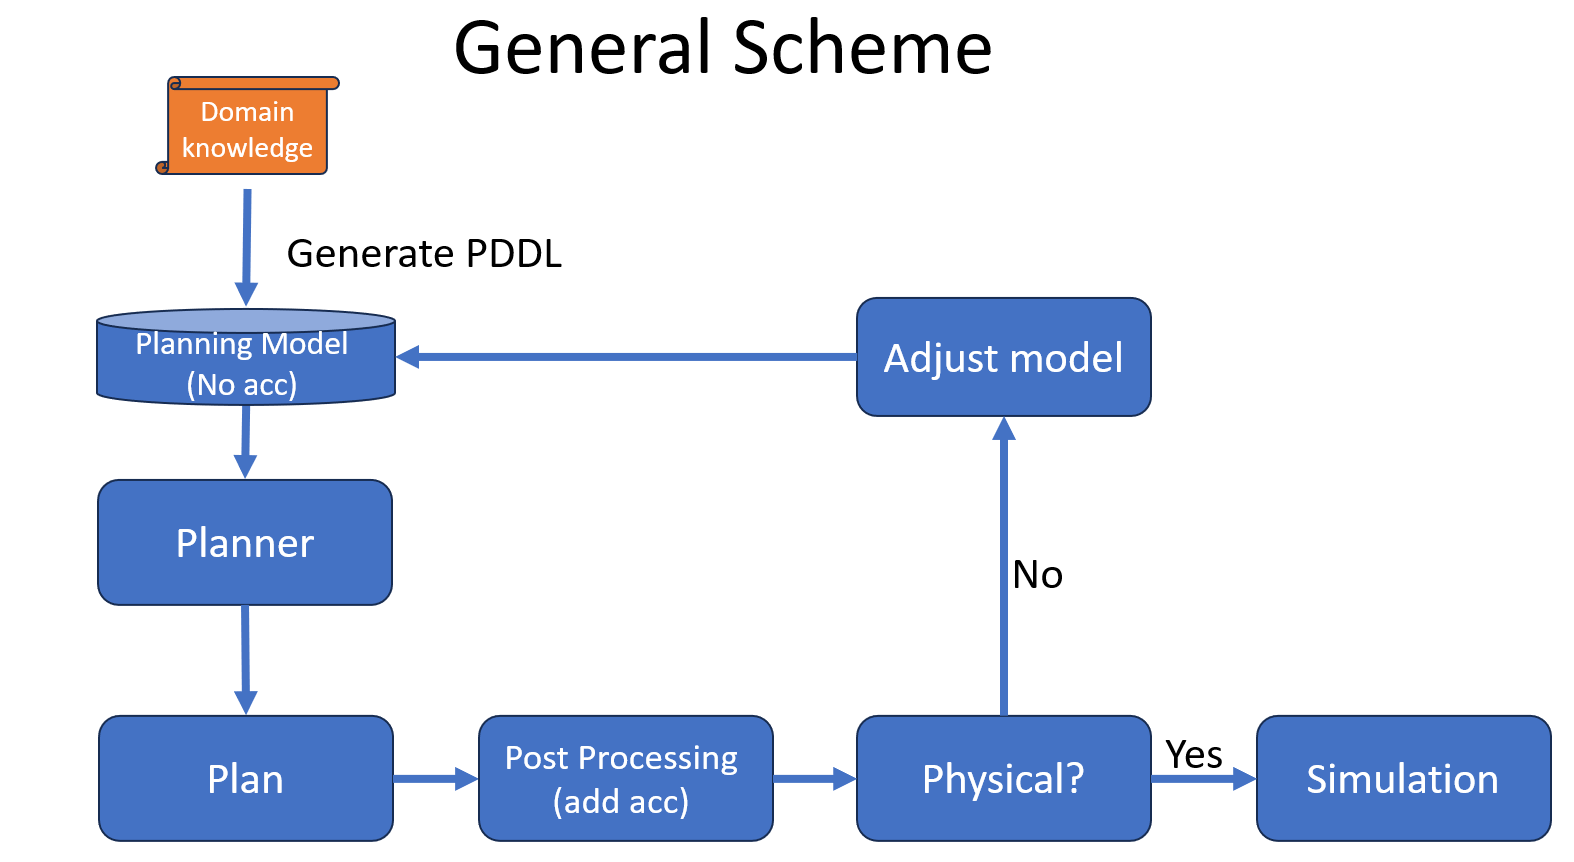 General Scheme
Domain
knowledge
Generate PDDL
Planning Model
(No acc)
Adjust model
Planner
No
Plan
Post Processing
(add acc)
Physical?
Yes
Simulation